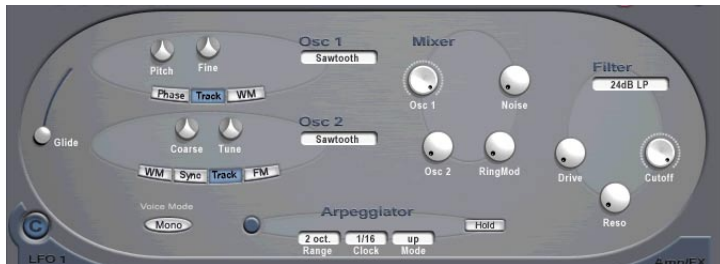 Osc 1
Sawtooth
Pitch
Fine
Phase Track WM
Glide
Osc 2
Sawtooth
Coarse
Tune
WM Sync Track FM
Mixer
Osc 1
Noise
Osc 2
RingMod
Filter
24dB LP
Drive
Cutoff
Reso
Voice Mode
Mono
Arpeggiator
Hold
2 oct. 1/16 up
Range Clock Mode
C
LFO 1
Amp/FX